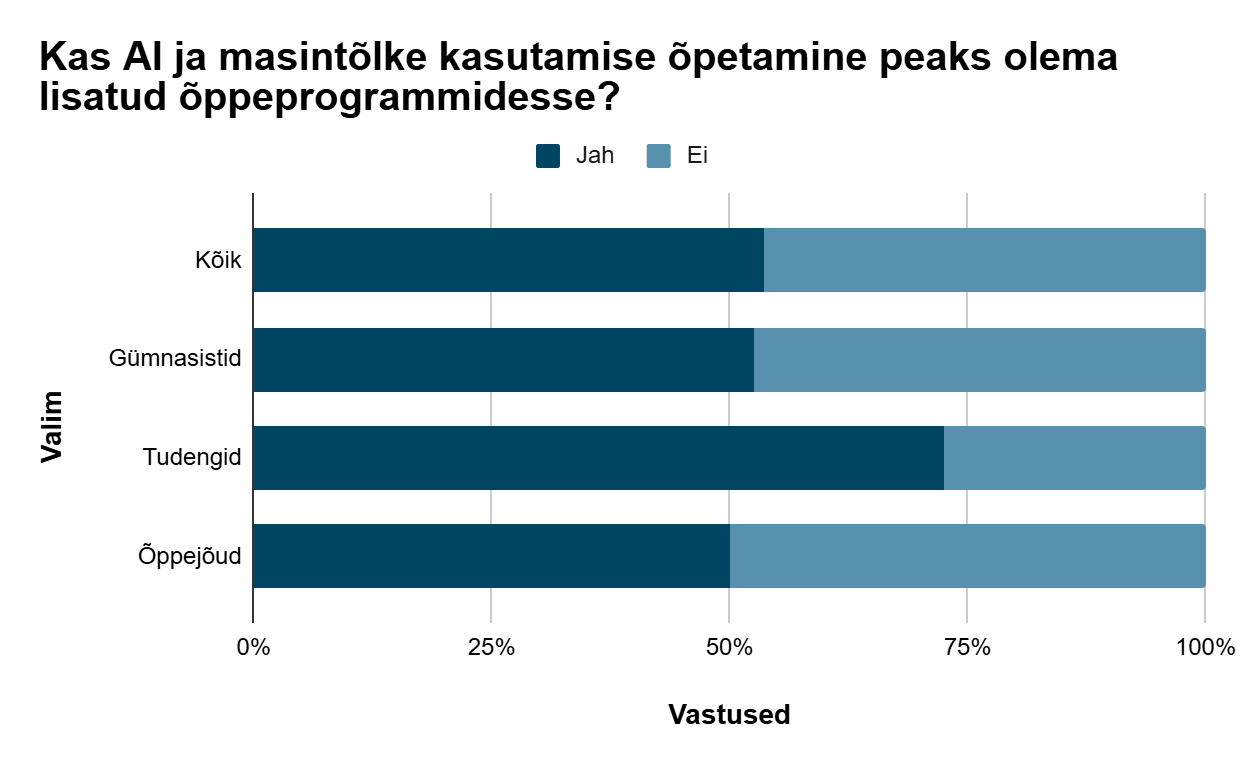 Kas AI ja masintõlke kasutamise õpetamine peaks olema
lisatud õppeprogrammidesse?
Jah Ei
Valim
Kõik
Gümnasistid
Tudengid
Õppejõud
0% 25% 50% 75% 100%
Vastused